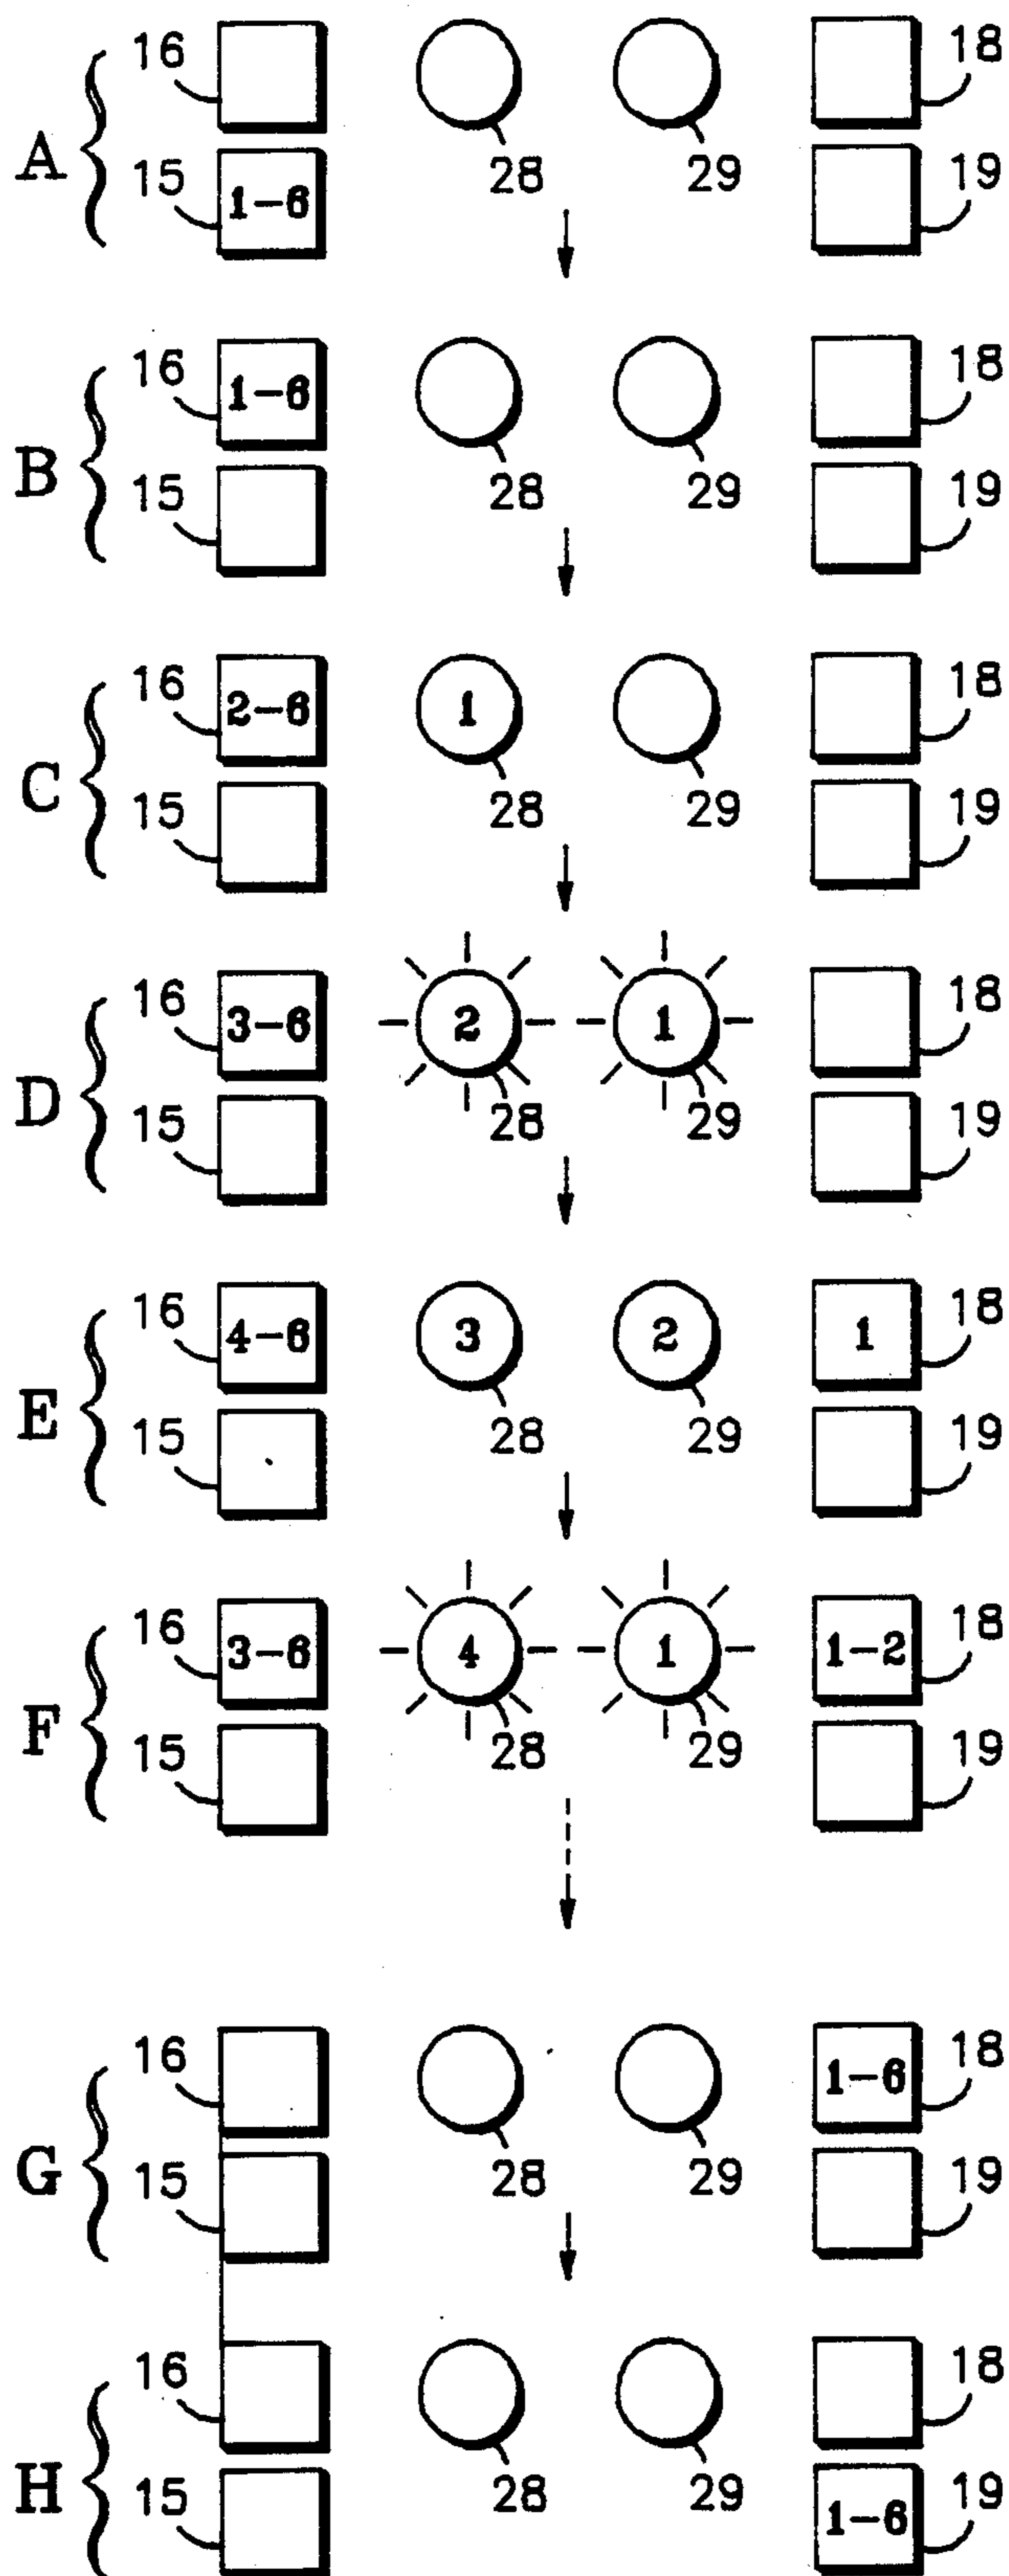 16 18
28 29
A 15 1-6 19
16 1-6 18
28 29
B 15 19
16 2-6 1 18
28 29
C 15 19
16 3-6 2 1 18
28 29
D 15 19
16 4-6 3 2 1 18
28 29
E 15 19
16 3-6 4 1 1-2 18
28 29
F 15 19
16 1-6 18
28 29
G 15 19
16 18
28 29
H 15 1-6 19